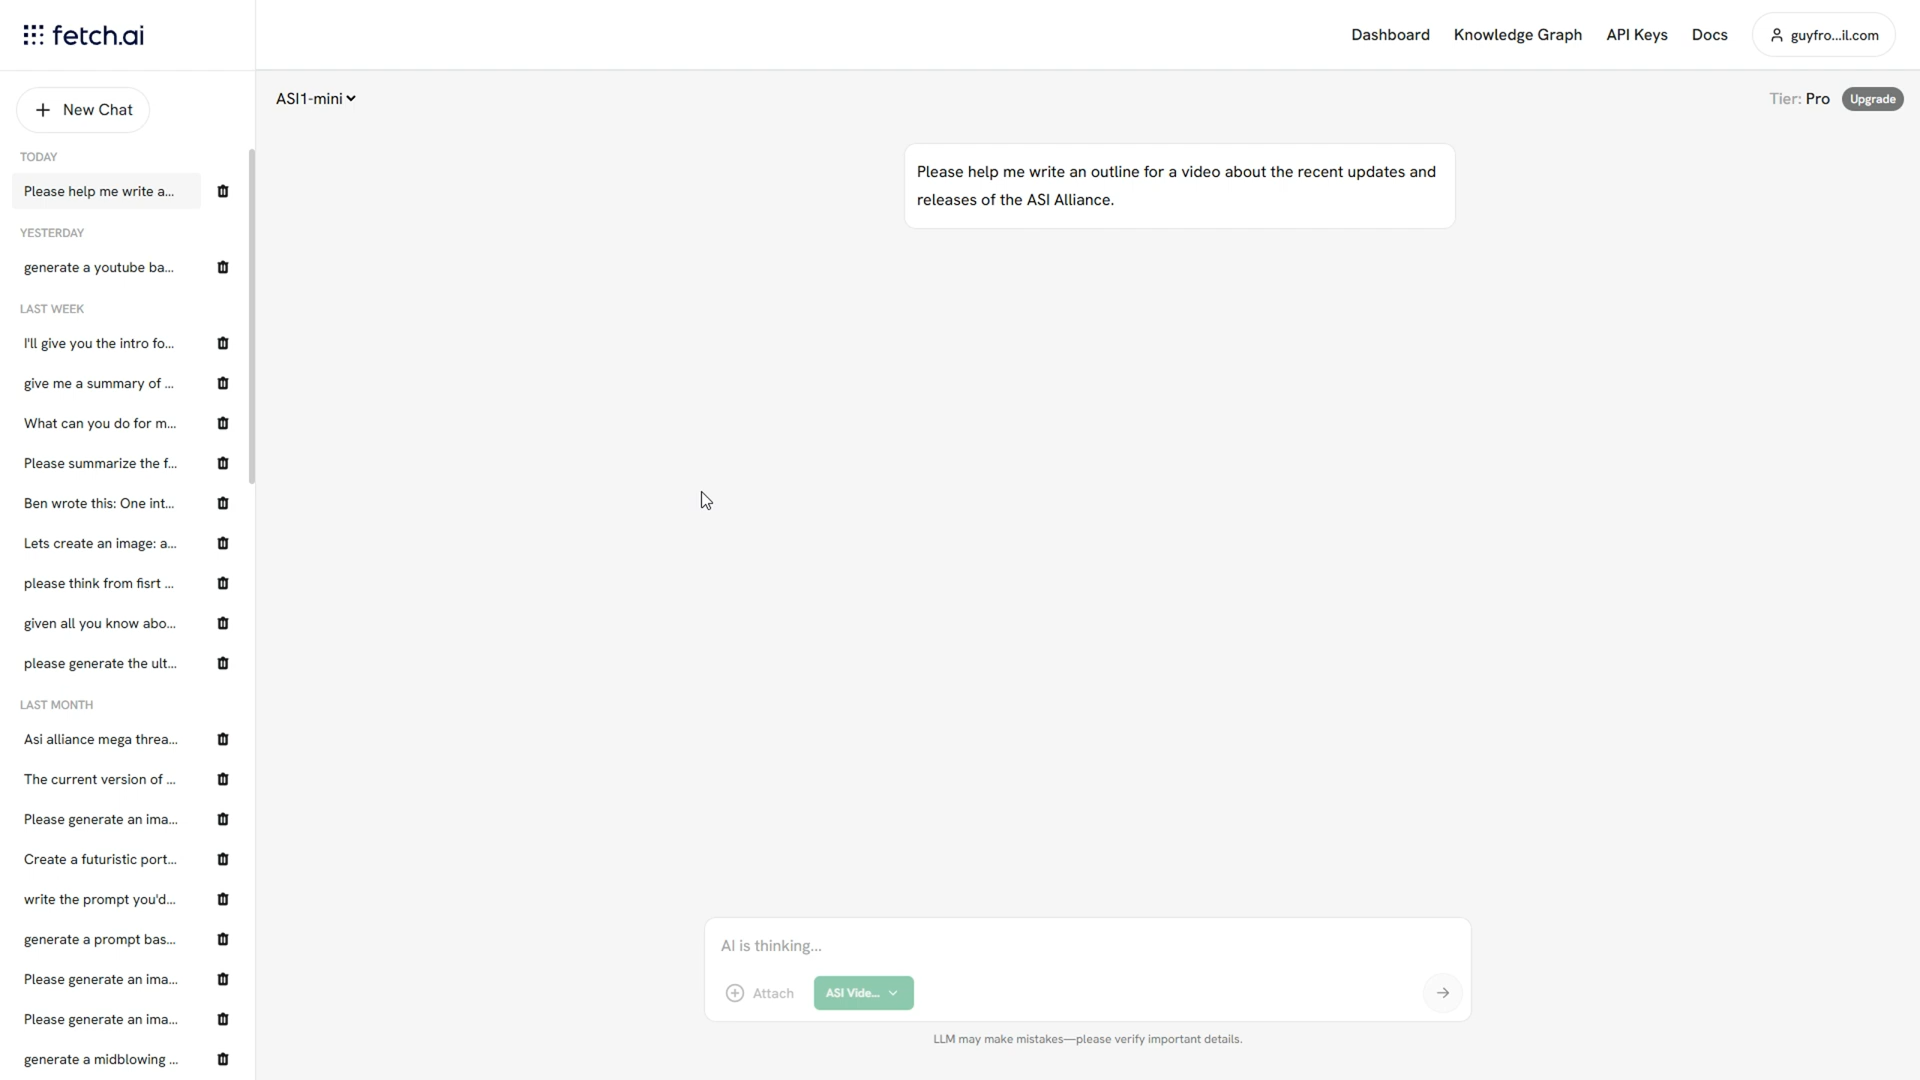 fetch.ai
Dashboard
Knowledge Graph
API Keys
Docs
guyfro...il.com
New Chat
TODAY
Please help me write a...
YESTERDAY
generate a youtube ba...
LAST WEEK
I'll give you the intro fo...
give me a summary of ...
What can you do for m...
Please summarize the f...
Ben wrote this: One int...
Lets create an image: a...
please think from fisrt ...
given all you know abo...
please generate the ult...
LAST MONTH
Asi alliance mega threa...
The current version of ...
Please generate an ima...
Create a futuristic port...
write the prompt you'd...
generate a prompt bas...
Please generate an ima...
Please generate an ima...
generate a midblowing ...
ASI1-mini
Tier: Pro
Upgrade
Please help me write an outline for a video about the recent updates and
releases of the ASI Alliance.
AI is thinking...
Attach
ASI Vide...
LLM may make mistakes—please verify important details.